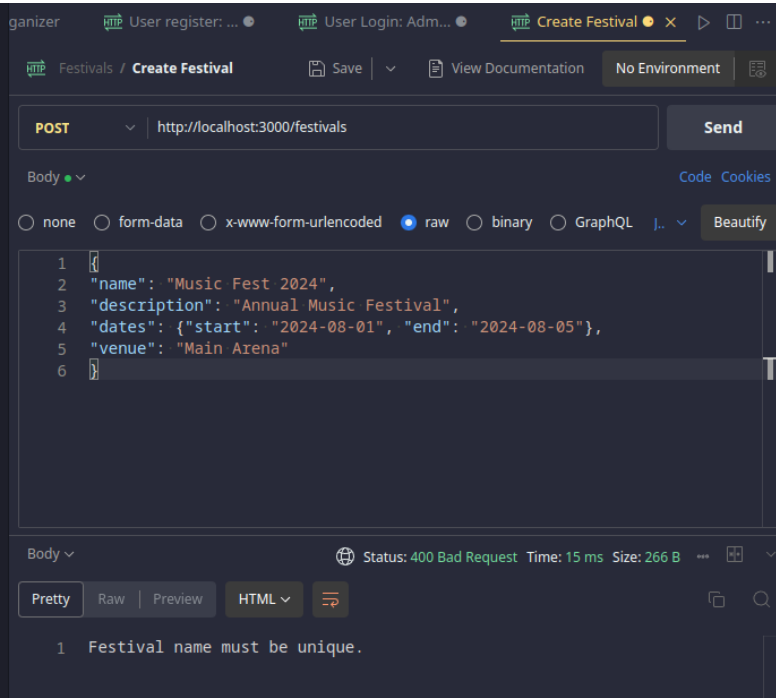 ganizer HTTP User register: ... HTTP User Login: Adm... HTTP Create Festival
HTTP Festivals / Create Festival Save View Documentation No Environment
POST http://localhost:3000/festivals Send
Body Code Cookies
none form-data x-www-form-urlencoded raw binary GraphQL J.. Beautify
1 {
2 "name": "Music Fest 2024",
3 "description": "Annual Music Festival",
4 "dates": {"start": "2024-08-01", "end": "2024-08-05"},
5 "venue": "Main Arena"
6 }
Body Status: 400 Bad Request Time: 15 ms Size: 266 B
Pretty Raw Preview HTML
1 Festival name must be unique.